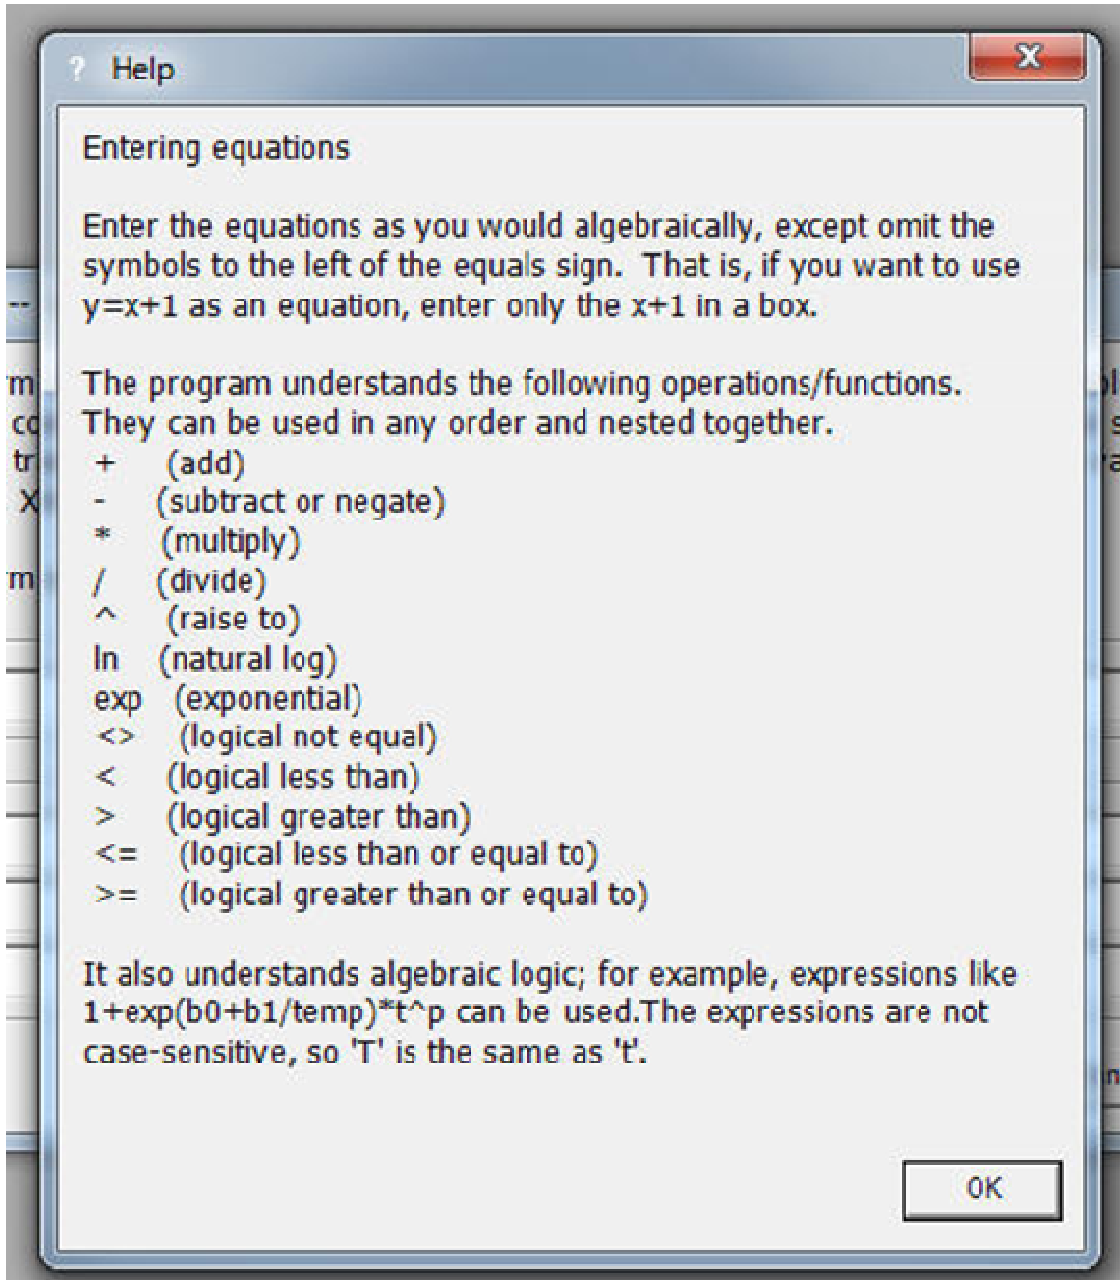 ? Help
X
Entering equations
Enter the equations as you would algebraically, except omit the
symbols to the left of the equals sign. That is, if you want to use
y=x+1 as an equation, enter only the x+1 in a box.
The program understands the following operations/functions.
They can be used in any order and nested together.
+ (add)
- (subtract or negate)
* (multiply)
/ (divide)
^ (raise to)
ln (natural log)
exp (exponential)
<> (logical not equal)
< (logical less than)
> (logical greater than)
<= (logical less than or equal to)
>= (logical greater than or equal to)
It also understands algebraic logic; for example, expressions like
1+exp(b0+b1/temp)*t^p can be used.The expressions are not
case-sensitive, so 'T' is the same as 't'.
OK